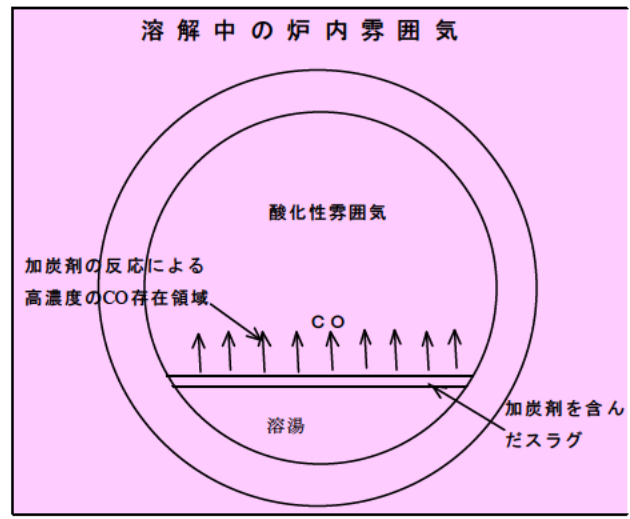 溶解中の炉内雰囲気
酸化性雰囲気
加炭剤の反応による
高濃度のCO存在領域
CO
加炭剤を含ん
だスラグ
溶湯